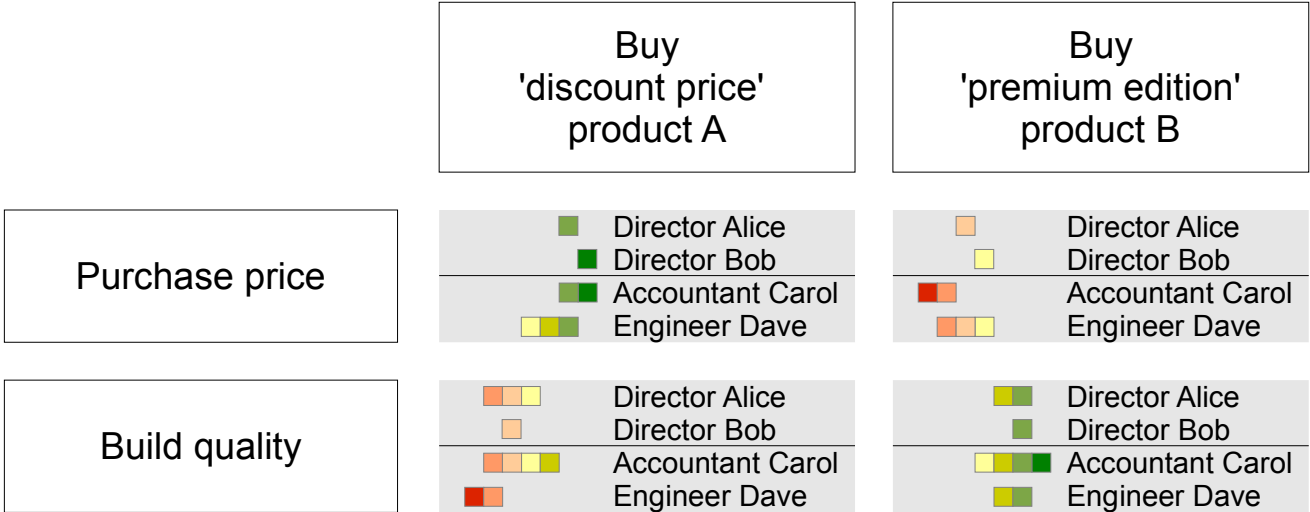 Buy
'discount price'
product A
Buy
'premium edition'
product B
Purchase price
Director Alice
Director Bob
Accountant Carol
Engineer Dave
Director Alice
Director Bob
Accountant Carol
Engineer Dave
Build quality
Director Alice
Director Bob
Accountant Carol
Engineer Dave
Director Alice
Director Bob
Accountant Carol
Engineer Dave